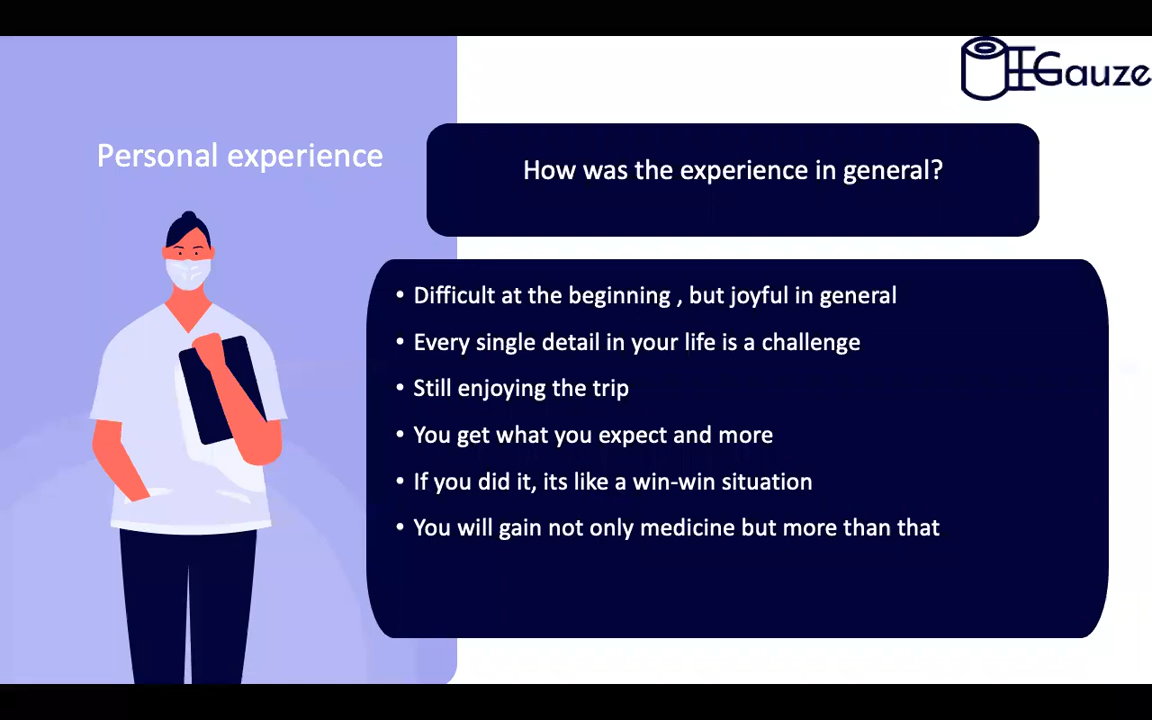 Gauze
Personal experience
How was the experience in general?
• Difficult at the beginning , but joyful in general
• Every single detail in your life is a challenge
• Still enjoying the trip
• You get what you expect and more
• If you did it, its like a win-win situation
• You will gain not only medicine but more than that